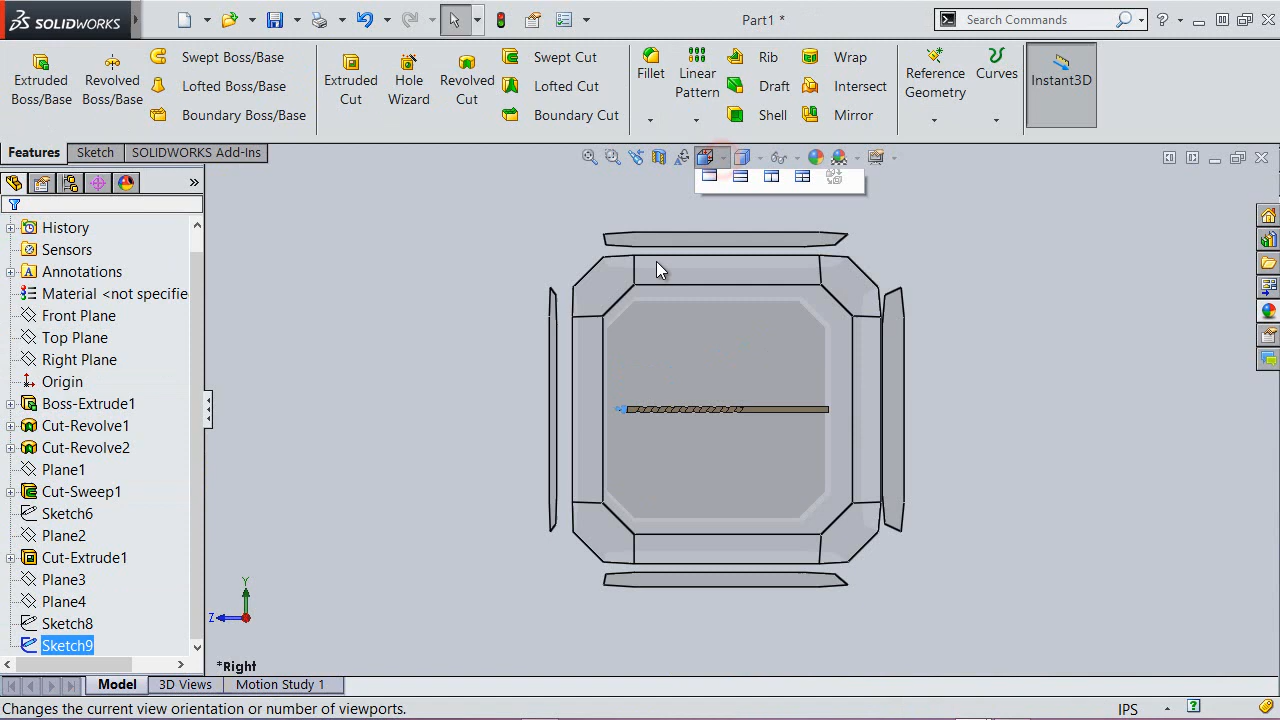 SOLIDWORKS
Part1 *
Search Commands
Extruded Boss/Base
Revolved Boss/Base
Swept Boss/Base
Lofted Boss/Base
Boundary Boss/Base
Extruded Cut
Hole Wizard
Revolved Cut
Swept Cut
Lofted Cut
Boundary Cut
Fillet
Linear Pattern
Rib
Draft
Shell
Wrap
Intersect
Mirror
Reference Geometry
Curves
Instant3D
Features
Sketch
SOLIDWORKS Add-Ins
History
Sensors
Annotations
Material <not specifie
Front Plane
Top Plane
Right Plane
Origin
Boss-Extrude1
Cut-Revolve1
Cut-Revolve2
Plane1
Cut-Sweep1
Sketch6
Plane2
Cut-Extrude1
Plane3
Plane4
Sketch8
Sketch9
Y
Z
*Right
Model
3D Views
Motion Study 1
Changes the current view orientation or number of viewports.
IPS